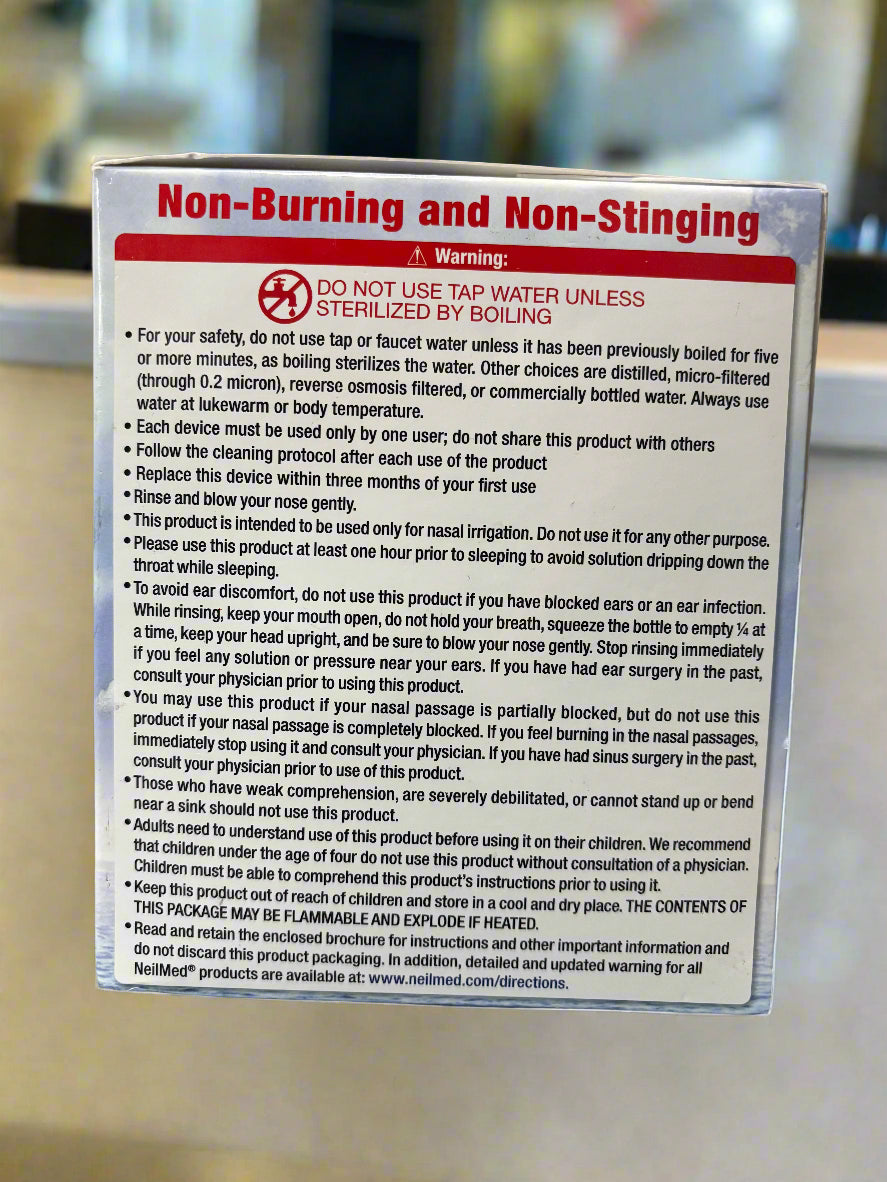 Non-Burning and Non-Stinging
Warning:
DO NOT USE TAP WATER UNLESS
STERILIZED BY BOILING
• For your safety, do not use tap or faucet water unless it has been previously boiled for five
or more minutes, as boiling sterilizes the water. Other choices are distilled, micro-filtered
(through 0.2 micron), reverse osmosis filtered, or commercially bottled water. Always use
water at lukewarm or body temperature.
• Each device must be used only by one user; do not share this product with others
• Follow the cleaning protocol after each use of the product
• Replace this device within three months of your first use
• Rinse and blow your nose gently.
• This product is intended to be used only for nasal irrigation. Do not use it for any other purpose.
• Please use this product at least one hour prior to sleeping to avoid solution dripping down the
throat while sleeping.
• To avoid ear discomfort, do not use this product if you have blocked ears or an ear infection.
While rinsing, keep your mouth open, do not hold your breath, squeeze the bottle to empty ¼ at
a time, keep your head upright, and be sure to blow your nose gently. Stop rinsing immediately
if you feel any solution or pressure near your ears. If you have had ear surgery in the past,
consult your physician prior to using this product.
• You may use this product if your nasal passage is partially blocked, but do not use this
product if your nasal passage is completely blocked. If you feel burning in the nasal passages,
immediately stop using it and consult your physician. If you have had sinus surgery in the past,
consult your physician prior to use of this product.
• Those who have weak comprehension, are severely debilitated, or cannot stand up or bend
near a sink should not use this product.
• Adults need to understand use of this product before using it on their children. We recommend
that children under the age of four do not use this product without consultation of a physician.
Children must be able to comprehend this product's instructions prior to using it.
• Keep this product out of reach of children and store in a cool and dry place. THE CONTENTS OF
THIS PACKAGE MAY BE FLAMMABLE AND EXPLODE IF HEATED.
• Read and retain the enclosed brochure for instructions and other important information and
do not discard this product packaging. In addition, detailed and updated warning for all
NeilMed® products are available at: www.neilmed.com/directions.